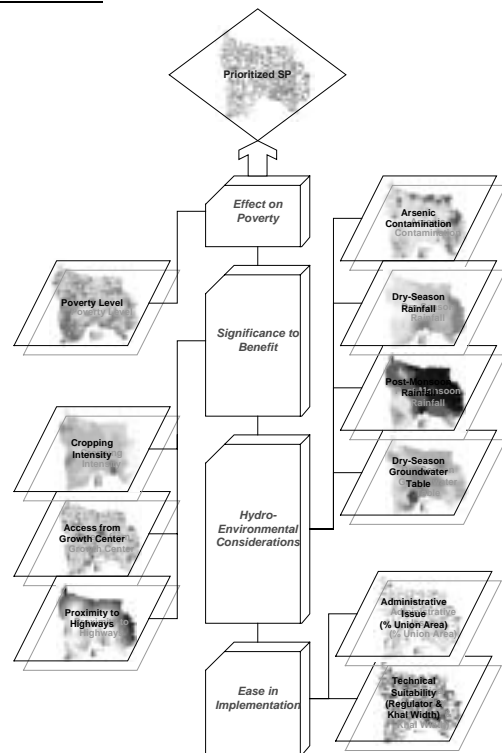 Prioritized SP
Effect on
Poverty
Arsenic
Contamination
Poverty Level
Dry-Season
Rainfall
Significance to
Benefit
Post-Monsoon
Rainfall
Cropping
Intensity
Dry-Season
Groundwater
Table
Hydro-
Environmental
Considerations
Access from
Growth Center
Proximity to
Highways
Administrative
Issue
(% Union Area)
Ease in
Implementation
Technical
Suitability
(Regulator &
Khal Width)